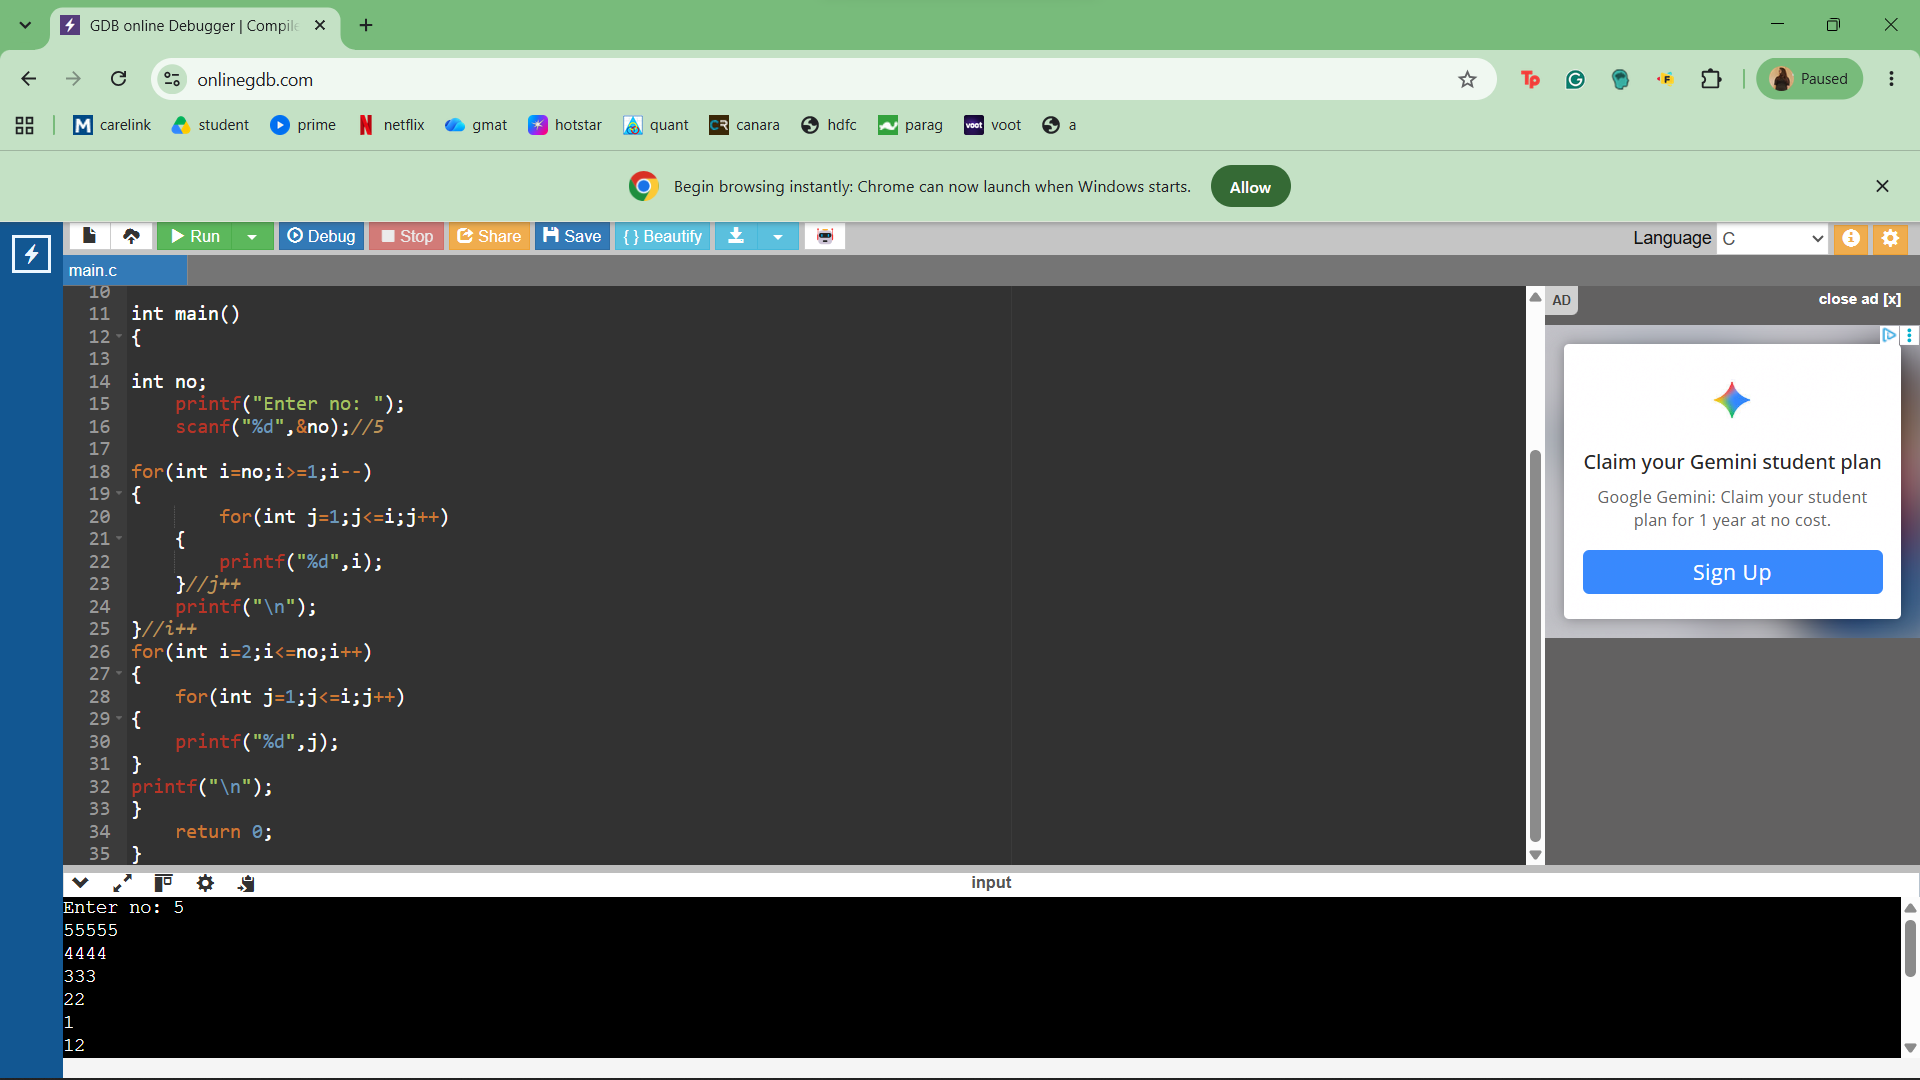 GDB online Debugger | Compile
onlinegdb.com
Paused
carelink student prime netflix gmat hotstar quant canara hdfc parag voot a
Begin browsing instantly: Chrome can now launch when Windows starts. Allow
Run Debug Stop Share Save { } Beautify Language C
main.c
AD close ad [x]
10
11 int main()
12 {
13
14 int no;
15     printf("Enter no: ");
16     scanf("%d",&no);//5
17
18 for(int i=no;i>=1;i--)
19 {
20         for(int j=1;j<=i;j++)
21     {
22         printf("%d",i);
23     }//j++
24     printf("\n");
25 }//i++
26 for(int i=2;i<=no;i++)
27 {
28     for(int j=1;j<=i;j++)
29 {
30     printf("%d",j);
31 }
32 printf("\n");
33 }
34     return 0;
35 }
Claim your Gemini student plan
Google Gemini: Claim your student
plan for 1 year at no cost.
Sign Up
input
Enter no: 5
55555
4444
333
22
1
12